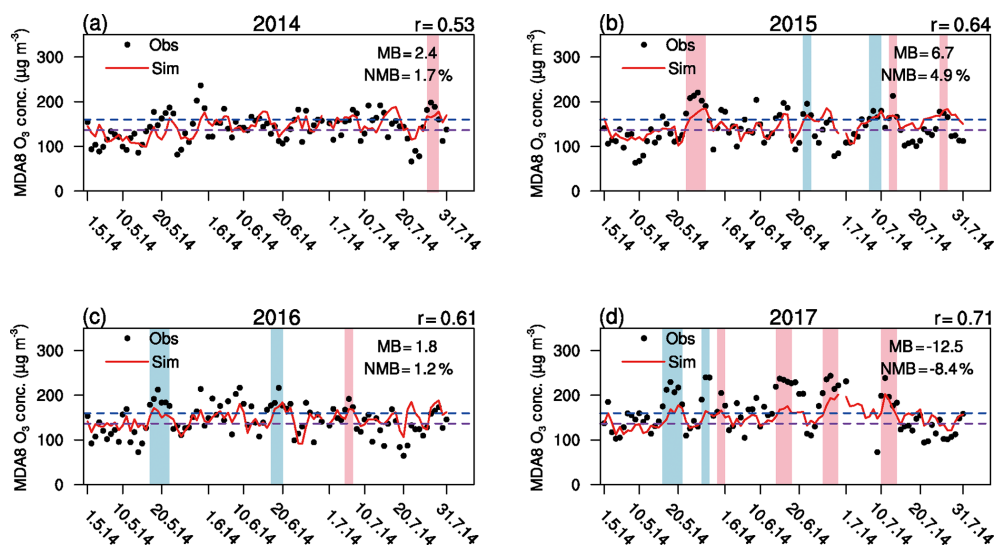 (a) 2014 r = 0.53
Obs
Sim
MB = 2.4
NMB = 1.7 %
MDA8 O3 conc. (µg m-3)
300
200
100
0
1.5.14 10.5.14 20.5.14 1.6.14 10.6.14 20.6.14 1.7.14 10.7.14 20.7.14 31.7.14
(b) 2015 r = 0.64
Obs
Sim
MB = 6.7
NMB = 4.9 %
MDA8 O3 conc. (µg m-3)
300
200
100
0
1.5.14 10.5.14 20.5.14 1.6.14 10.6.14 20.6.14 1.7.14 10.7.14 20.7.14 31.7.14
(c) 2016 r = 0.61
Obs
Sim
MB = 1.8
NMB = 1.2 %
MDA8 O3 conc. (µg m-3)
300
200
100
0
1.5.14 10.5.14 20.5.14 1.6.14 10.6.14 20.6.14 1.7.14 10.7.14 20.7.14 31.7.14
(d) 2017 r = 0.71
Obs
Sim
MB = -12.5
NMB = -8.4 %
MDA8 O3 conc. (µg m-3)
300
200
100
0
1.5.14 10.5.14 20.5.14 1.6.14 10.6.14 20.6.14 1.7.14 10.7.14 20.7.14 31.7.14